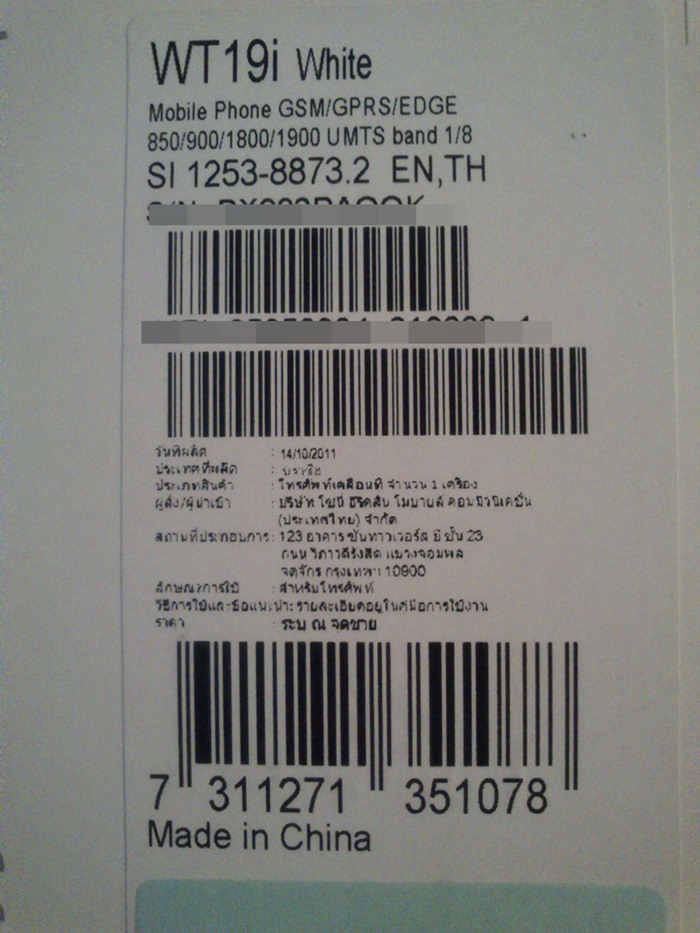 WT19i White
Mobile Phone GSM/GPRS/EDGE
850/900/1800/1900 UMTS band 1/8
SI 1253-8873.2 EN,TH
วันที่ผลิต : 14/10/2011
ประเทศที่ผลิต :
ประเภทสินค้า : โทรศัพท์เคลื่อนที่ จำนวน 1 เครื่อง
ผู้สั่ง/ผู้นำเข้า : บริษัท โซนี่ อีริคสัน โมบายล์ คอมมิวนิเคชั่น
(ประเทศไทย) จำกัด
สถานที่ประกอบการ : 123 อาคาร ซันทาวเวอร์ส บี ชั้น 23
ถนน วิภาวดีรังสิต แขวงจอมพล
จตุจักร กรุงเทพฯ 10900
ลักษณะการใช้ : สำหรับโทรศัพท์
วิธีการใช้และข้อแนะนำ : รายละเอียดอยู่ในคู่มือการใช้งาน
ราคา : ระบุ ณ จุดขาย
7 311271 351078
Made in China